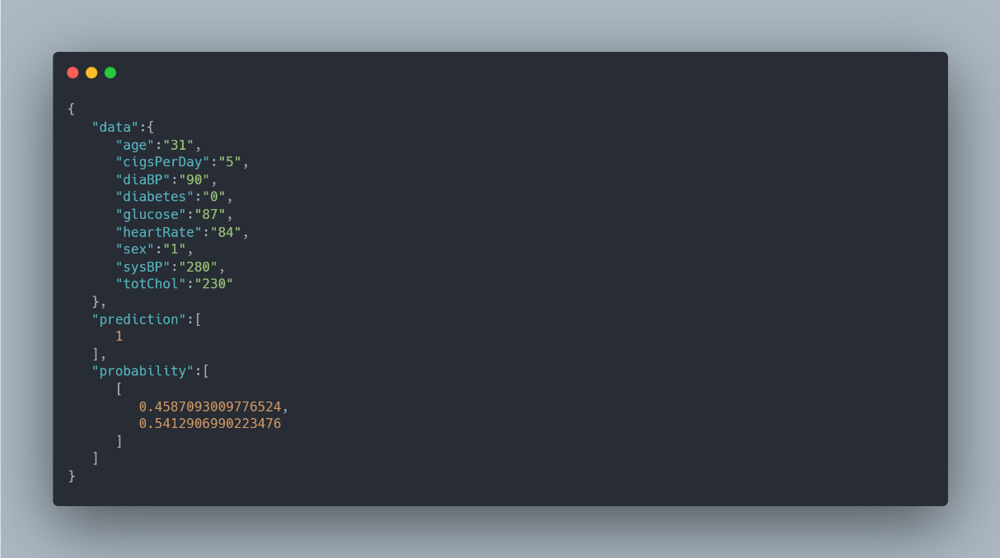 {
   "data":{
      "age":"31",
      "cigsPerDay":"5",
      "diaBP":"90",
      "diabetes":"0",
      "glucose":"87",
      "heartRate":"84",
      "sex":"1",
      "sysBP":"280",
      "totChol":"230"
   },
   "prediction":[
      1
   ],
   "probability":[
      [
         0.4587093009776524,
         0.5412906990223476
      ]
   ]
}